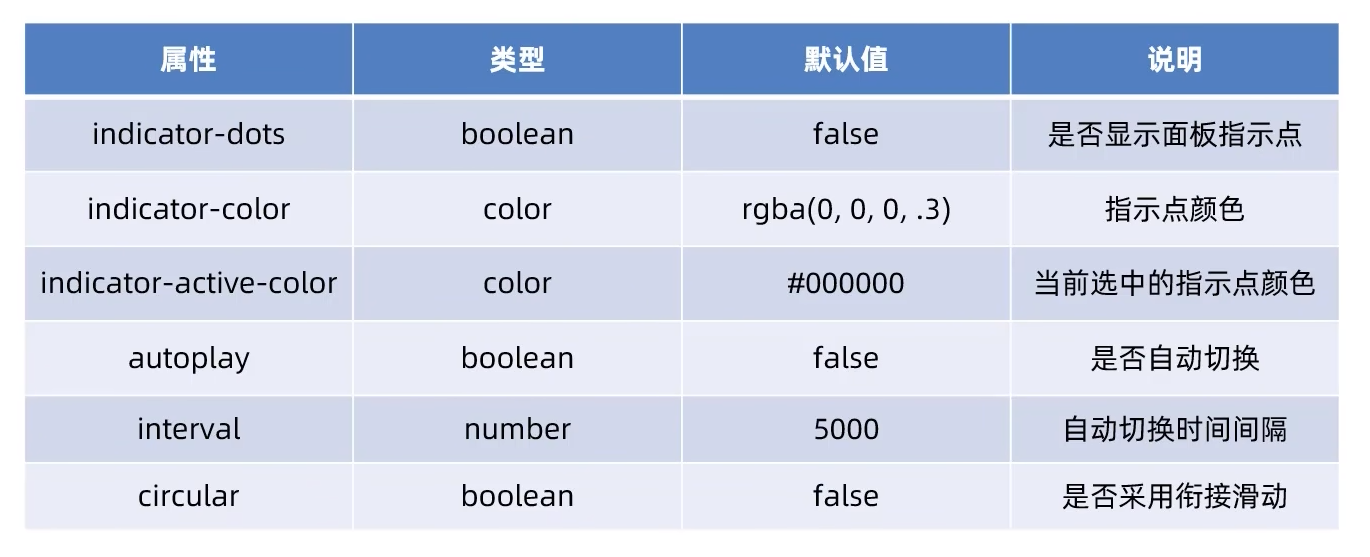 属性 类型 默认值 说明
indicator-dots boolean false 是否显示面板指示点
indicator-color color rgba(0, 0, 0, .3) 指示点颜色
indicator-active-color color #000000 当前选中的指示点颜色
autoplay boolean false 是否自动切换
interval number 5000 自动切换时间间隔
circular boolean false 是否采用衔接滑动